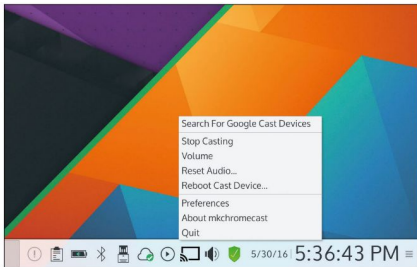 Search For Google Cast Devices
Stop Casting
Volume
Reset Audio...
Reboot Cast Device...
Preferences
About mkchromecast
Quit
5/30/16 5:36:43 PM